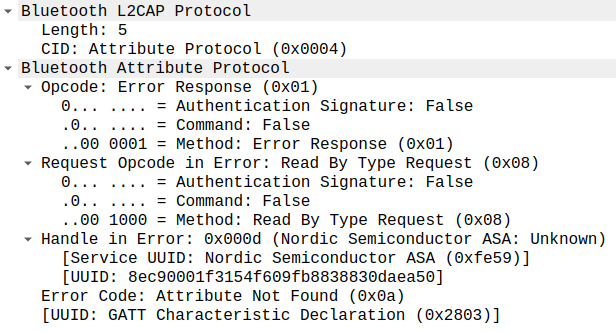 Bluetooth L2CAP Protocol
Length: 5
CID: Attribute Protocol (0x0004)
Bluetooth Attribute Protocol
Opcode: Error Response (0x01)
0... .... = Authentication Signature: False
.0.. .... = Command: False
..00 0001 = Method: Error Response (0x01)
Request Opcode in Error: Read By Type Request (0x08)
0... .... = Authentication Signature: False
.0.. .... = Command: False
..00 1000 = Method: Read By Type Request (0x08)
Handle in Error: 0x000d (Nordic Semiconductor ASA: Unknown)
[Service UUID: Nordic Semiconductor ASA (0xfe59)]
[UUID: 8ec90001f3154f609fb8838830daea50]
Error Code: Attribute Not Found (0x0a)
[UUID: GATT Characteristic Declaration (0x2803)]